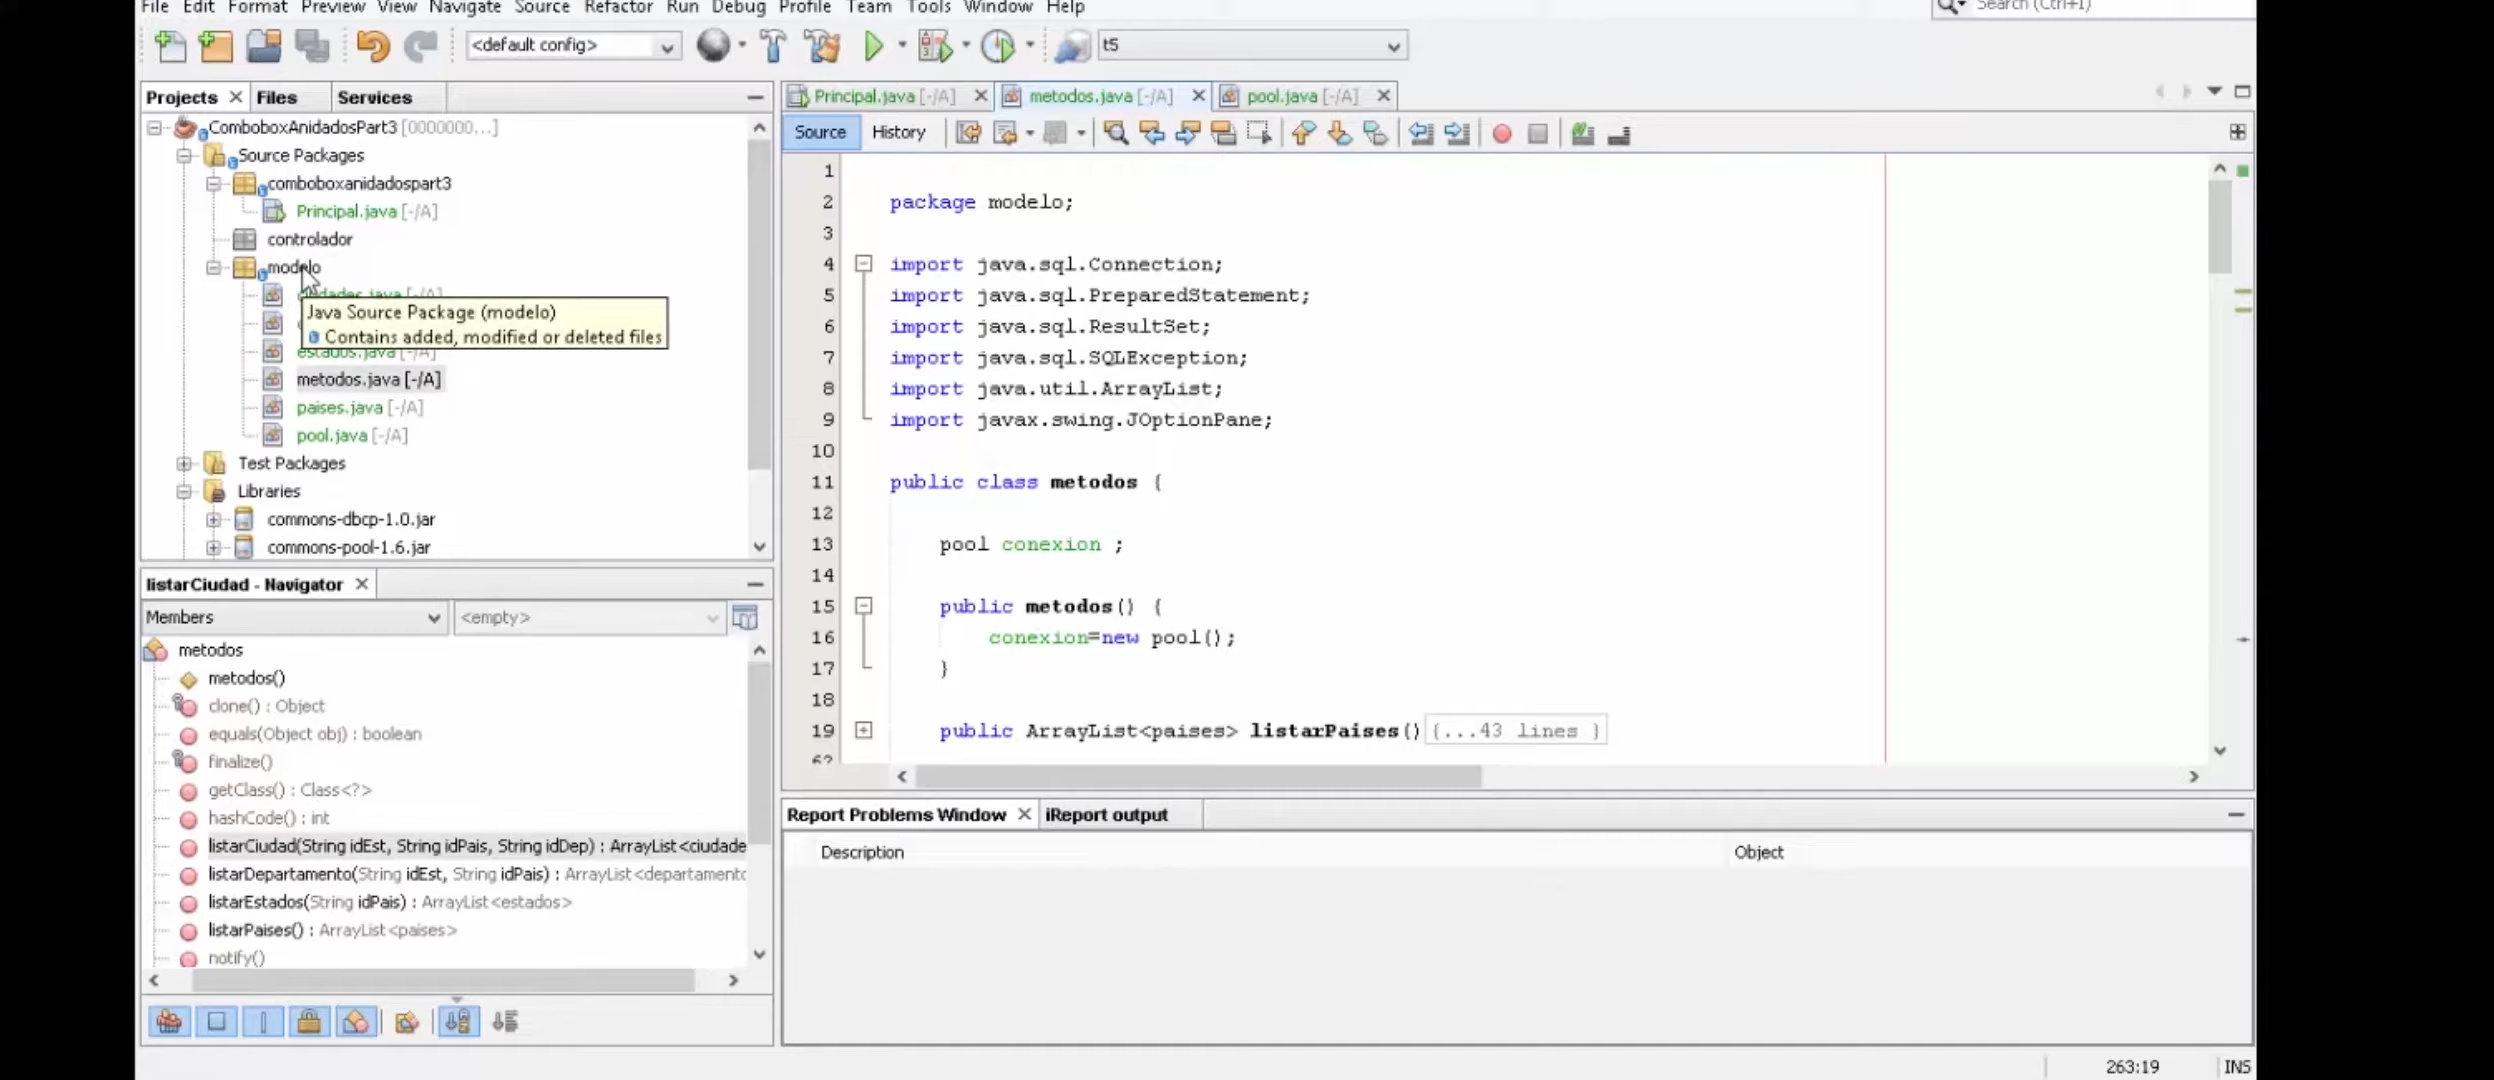 File Edit Format Preview View Navigate Source Refactor Run Debug Profile Team Tools Window Help
Search (Ctrl+I)
<default config>
t5
Projects Files Services
ComboboxAnidadosPart3 [0000000...]
Source Packages
comboboxanidadospart3
Principal.java [-/A]
controlador
modelo
Java Source Package (modelo)
Contains added, modified or deleted files
estados.java [-/A]
metodos.java [-/A]
paises.java [-/A]
pool.java [-/A]
Test Packages
Libraries
commons-dbcp-1.0.jar
commons-pool-1.6.jar
listarCiudad - Navigator
Members <empty>
metodos
metodos()
clone() : Object
equals(Object obj) : boolean
finalize()
getClass() : Class<?>
hashCode() : int
listarCiudad(String idEst, String idPais, String idDep) : ArrayList<ciudade
listarDepartamento(String idEst, String idPais) : ArrayList<departamento
listarEstados(String idPais) : ArrayList<estados>
listarPaises() : ArrayList<paises>
notify()
Principal.java [-/A] metodos.java [-/A] pool.java [-/A]
Source History
1
2 package modelo;
3
4 import java.sql.Connection;
5 import java.sql.PreparedStatement;
6 import java.sql.ResultSet;
7 import java.sql.SQLException;
8 import java.util.ArrayList;
9 import javax.swing.JOptionPane;
10
11 public class metodos {
12
13 pool conexion ;
14
15 public metodos() {
16 conexion=new pool();
17 }
18
19 public ArrayList<paises> listarPaises() {...43 lines }
62
Report Problems Window iReport output
Description Object
263:19 INS